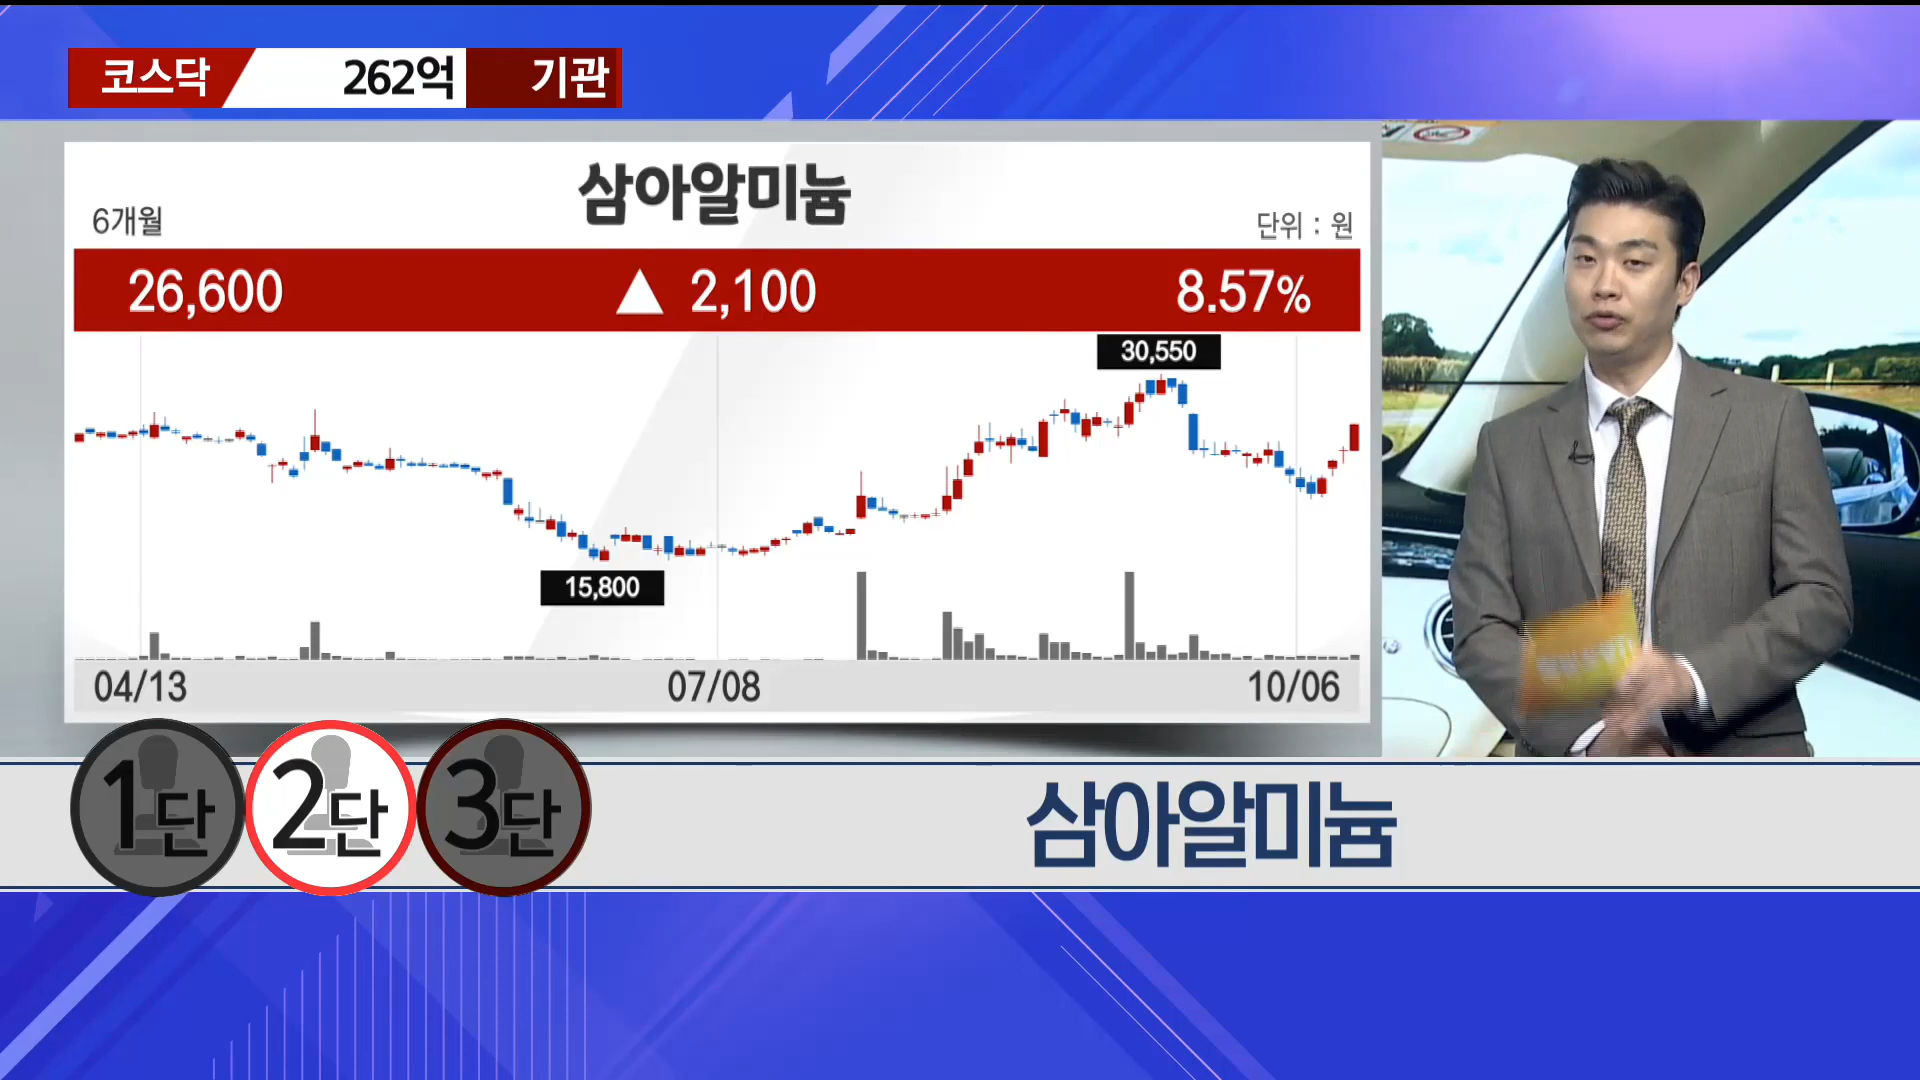 코스닥 262억 기관
삼아알미늄
6개월
단위 : 원
26,600 ▲ 2,100 8.57%
30,550
15,800
04/13 07/08 10/06
1단 2단 3단
삼아알미늄